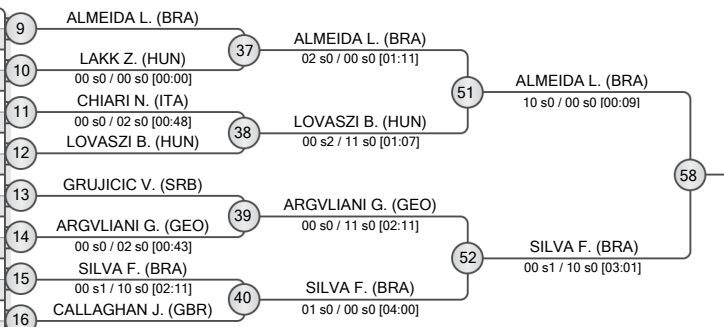 9
ALMEIDA L. (BRA)
37
ALMEIDA L. (BRA)
02 s0 / 00 s0 [01:11]
10
LAKK Z. (HUN)
00 s0 / 00 s0 [00:00]
51
ALMEIDA L. (BRA)
10 s0 / 00 s0 [00:09]
11
CHIARI N. (ITA)
00 s0 / 02 s0 [00:48]
38
LOVASZI B. (HUN)
00 s2 / 11 s0 [01:07]
12
LOVASZI B. (HUN)
58
13
GRUJICIC V. (SRB)
39
ARGVLIANI G. (GEO)
00 s0 / 11 s0 [02:11]
14
ARGVLIANI G. (GEO)
00 s0 / 02 s0 [00:43]
52
SILVA F. (BRA)
00 s1 / 10 s0 [03:01]
15
SILVA F. (BRA)
00 s1 / 10 s0 [02:11]
40
SILVA F. (BRA)
01 s0 / 00 s0 [04:00]
16
CALLAGHAN J. (GBR)